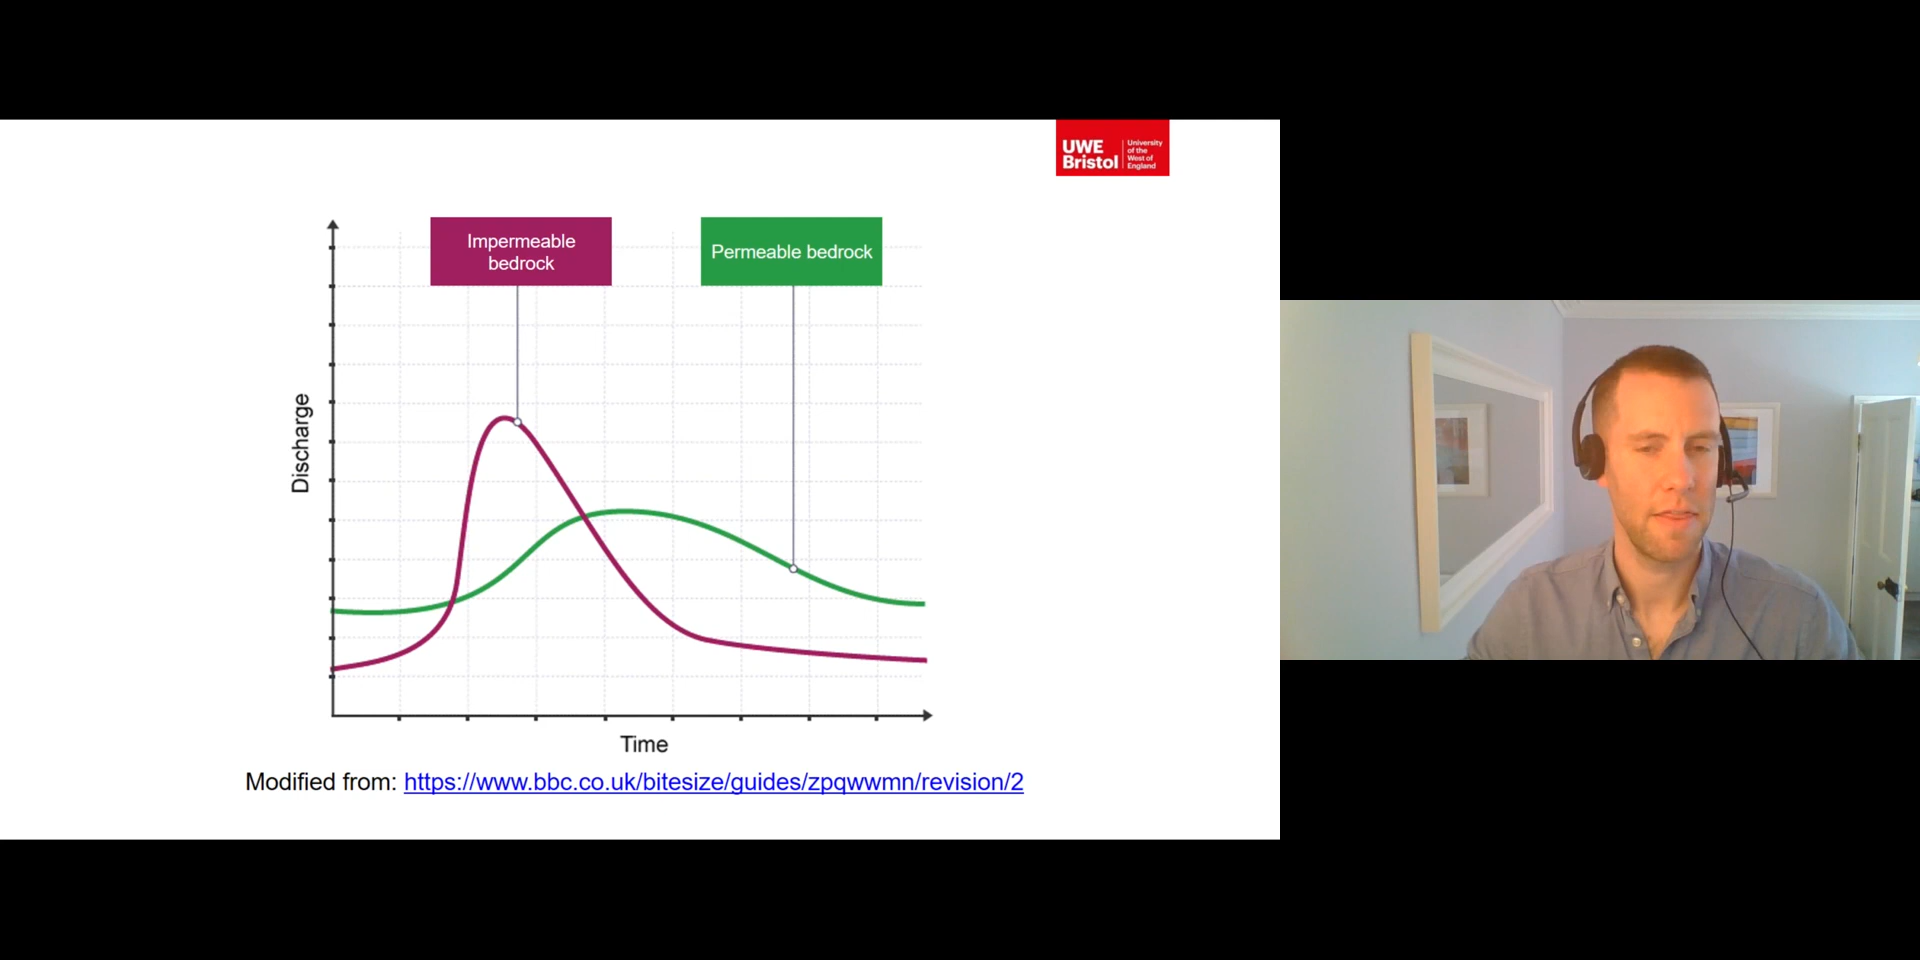 UWE
Bristol
University
of the
West of
England
Impermeable
bedrock
Permeable bedrock
Discharge
Time
Modified from: https://www.bbc.co.uk/bitesize/guides/zpqwwmn/revision/2